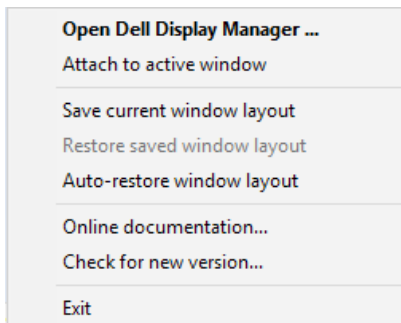 Open Dell Display Manager ...
Attach to active window
Save current window layout
Restore saved window layout
Auto-restore window layout
Online documentation...
Check for new version...
Exit